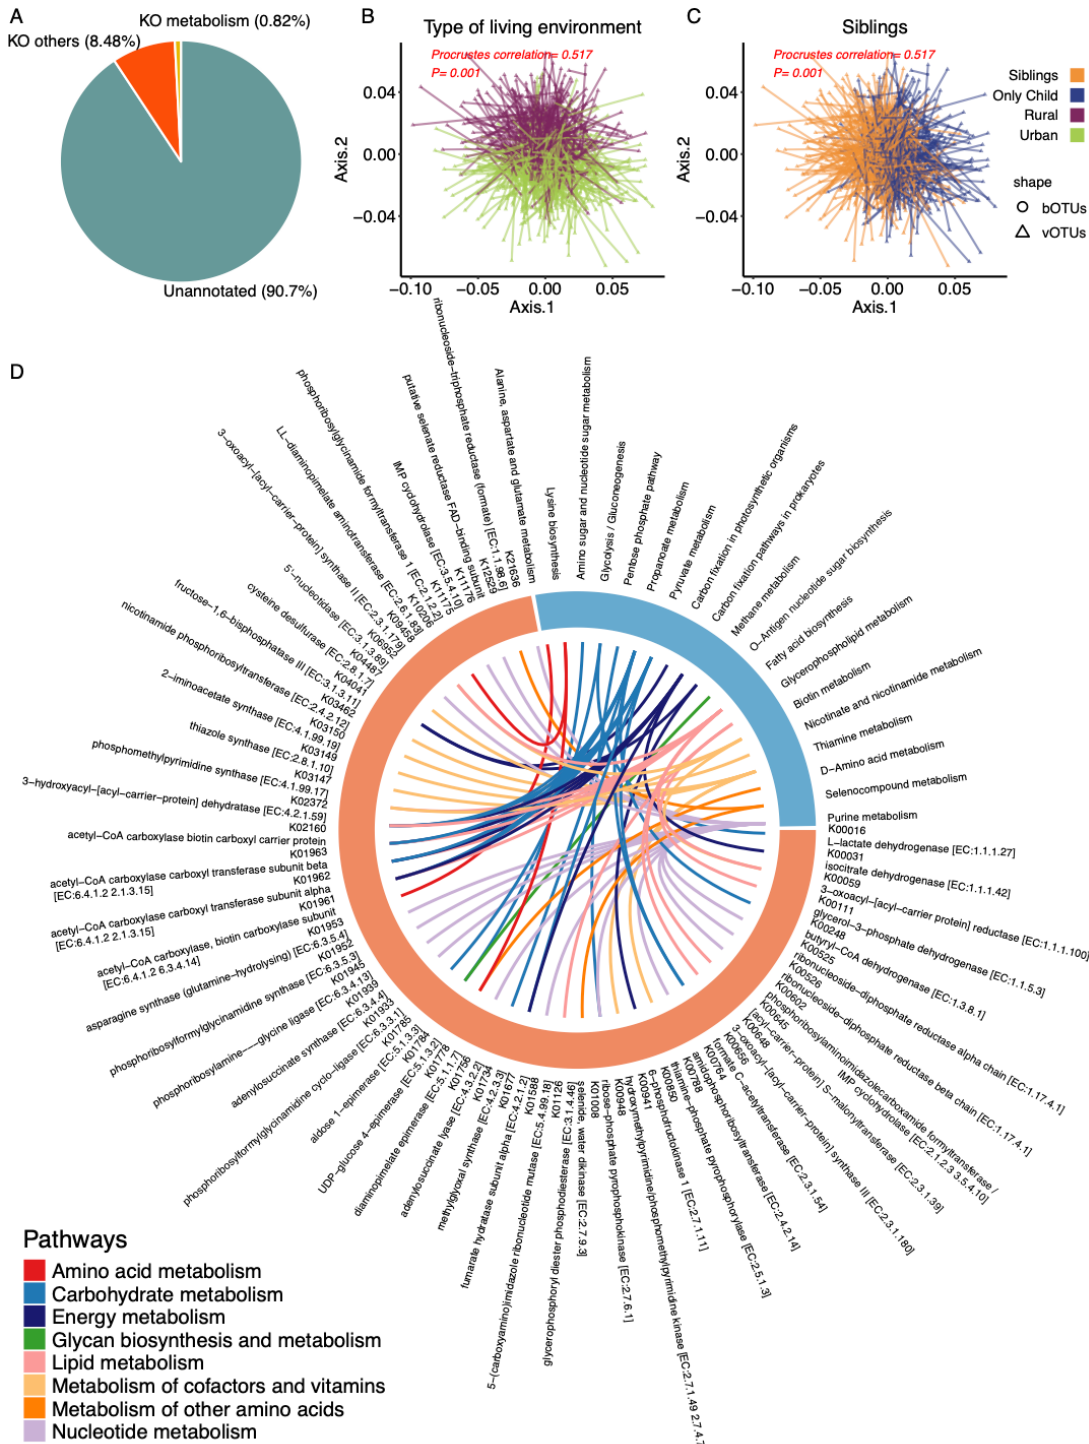 A
KO metabolism (0.82%)
KO others (8.48%)
Unannotated (90.7%)
B
Type of living environment
Procrustes correlation= 0.517
P= 0.001
0.04
0.00
−0.04
Axis.2
−0.10
−0.05
0.00
0.05
Axis.1
C
Siblings
Procrustes correlation= 0.517
P= 0.001
0.04
0.00
−0.04
Axis.2
−0.10
−0.05
0.00
0.05
Axis.1
Siblings
Only Child
Rural
Urban
shape
bOTUs
vOTUs
D
Alanine, aspartate and glutamate metabolism
Lysine biosynthesis
Amino sugar and nucleotide sugar metabolism
Glycolysis / Gluconeogenesis
Pentose phosphate pathway
Propanoate metabolism
Pyruvate metabolism
Carbon fixation in photosynthetic organisms
Carbon fixation pathways in prokaryotes
Methane metabolism
O−Antigen nucleotide sugar biosynthesis
Fatty acid biosynthesis
Glycerophospholipid metabolism
Biotin metabolism
Nicotinate and nicotinamide metabolism
Thiamine metabolism
D−Amino acid metabolism
Selenocompound metabolism
Purine metabolism
K00016
L−lactate dehydrogenase [EC:1.1.1.27]
K00031
isocitrate dehydrogenase [EC:1.1.1.42]
K00059
3−oxoacyl−[acyl−carrier protein] reductase [EC:1.1.1.100]
K00111
glycerol−3−phosphate dehydrogenase [EC:1.1.5.3]
K00248
butyryl−CoA dehydrogenase [EC:1.3.8.1]
K00525
ribonucleoside−diphosphate reductase alpha chain [EC:1.17.4.1]
K00526
ribonucleoside−diphosphate reductase beta chain [EC:1.17.4.1]
K00602
phosphoribosylaminoimidazolecarboxamide formyltransferase /
IMP cyclohydrolase [EC:2.1.2.3 3.5.4.10]
K00645
[acyl−carrier−protein] S−malonyltransferase [EC:2.3.1.39]
K00648
3−oxoacyl−[acyl−carrier−protein] synthase III [EC:2.3.1.180]
K00656
formate C−acetyltransferase [EC:2.3.1.54]
K00764
amidophosphoribosyltransferase [EC:2.4.2.14]
K00788
thiamine−phosphate pyrophosphorylase [EC:2.5.1.3]
K00850
6−phosphofructokinase 1 [EC:2.7.1.11]
K00941
hydroxymethylpyrimidine/phosphomethylpyrimidine kinase [EC:2.7.1.49 2.7.4.7
K00948
ribose−phosphate pyrophosphokinase [EC:2.7.6.1]
K01008
selenide, water dikinase [EC:2.7.9.3]
K01126
glycerophosphoryl diester phosphodiesterase [EC:3.1.4.46]
K01588
5−(carboxyamino)imidazole ribonucleotide mutase [EC:5.4.99.18]
K01677
fumarate hydratase subunit alpha [EC:4.2.1.2]
K01734
methylglyoxal synthase [EC:4.2.3.3]
K01756
adenylosuccinate lyase [EC:4.3.2.2]
K01778
diaminopimelate epimerase [EC:5.1.1.7]
K01784
UDP−glucose 4−epimerase [EC:5.1.3.2]
K01785
aldose 1−epimerase [EC:5.1.3.3]
K01933
phosphoribosylformylglycinamidine cyclo−ligase [EC:6.3.3.1]
K01939
adenylosuccinate synthase [EC:6.3.4.4]
K01945
phosphoribosylamine−−−glycine ligase [EC:6.3.4.13]
K01952
phosphoribosylformylglycinamidine synthase [EC:6.3.5.3]
K01953
asparagine synthase (glutamine−hydrolysing) [EC:6.3.5.4]
K01961
acetyl−CoA carboxylase, biotin carboxylase subunit
[EC:6.4.1.2 6.3.4.14]
K01962
acetyl−CoA carboxylase carboxyl transferase subunit alpha
[EC:6.4.1.2 2.1.3.15]
K01963
acetyl−CoA carboxylase carboxyl transferase subunit beta
[EC:6.4.1.2 2.1.3.15]
K02160
acetyl−CoA carboxylase biotin carboxyl carrier protein
K02372
3−hydroxyacyl−[acyl−carrier−protein] dehydratase [EC:4.2.1.59]
K03147
phosphomethylpyrimidine synthase [EC:4.1.99.17]
K03149
thiazole synthase [EC:2.8.1.10]
K03150
2−iminoacetate synthase [EC:4.1.99.19]
K03462
nicotinamide phosphoribosyltransferase [EC:2.4.2.12]
K04041
fructose−1,6−bisphosphatase III [EC:3.1.3.11]
K04487
cysteine desulfurase [EC:2.8.1.7]
K06952
5'−nucleotidase [EC:3.1.3.89]
K09458
3−oxoacyl−[acyl−carrier−protein] synthase II [EC:2.3.1.179]
K10206
LL−diaminopimelate aminotransferase [EC:2.6.1.83]
K11175
phosphoribosylglycinamide formyltransferase 1 [EC:2.1.2.2]
K11176
IMP cyclohydrolase [EC:3.5.4.10]
K12529
putative selenate reductase FAD−binding subunit
K21636
ribonucleoside−triphosphate reductase (formate) [EC:1.1.98.6]
Pathways
Amino acid metabolism
Carbohydrate metabolism
Energy metabolism
Glycan biosynthesis and metabolism
Lipid metabolism
Metabolism of cofactors and vitamins
Metabolism of other amino acids
Nucleotide metabolism